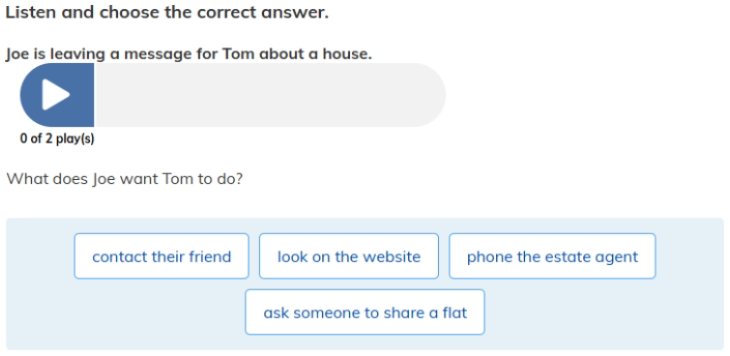 Listen and choose the correct answer.
Joe is leaving a message for Tom about a house.
0 of 2 play(s)
What does Joe want Tom to do?
contact their friend
look on the website
phone the estate agent
ask someone to share a flat